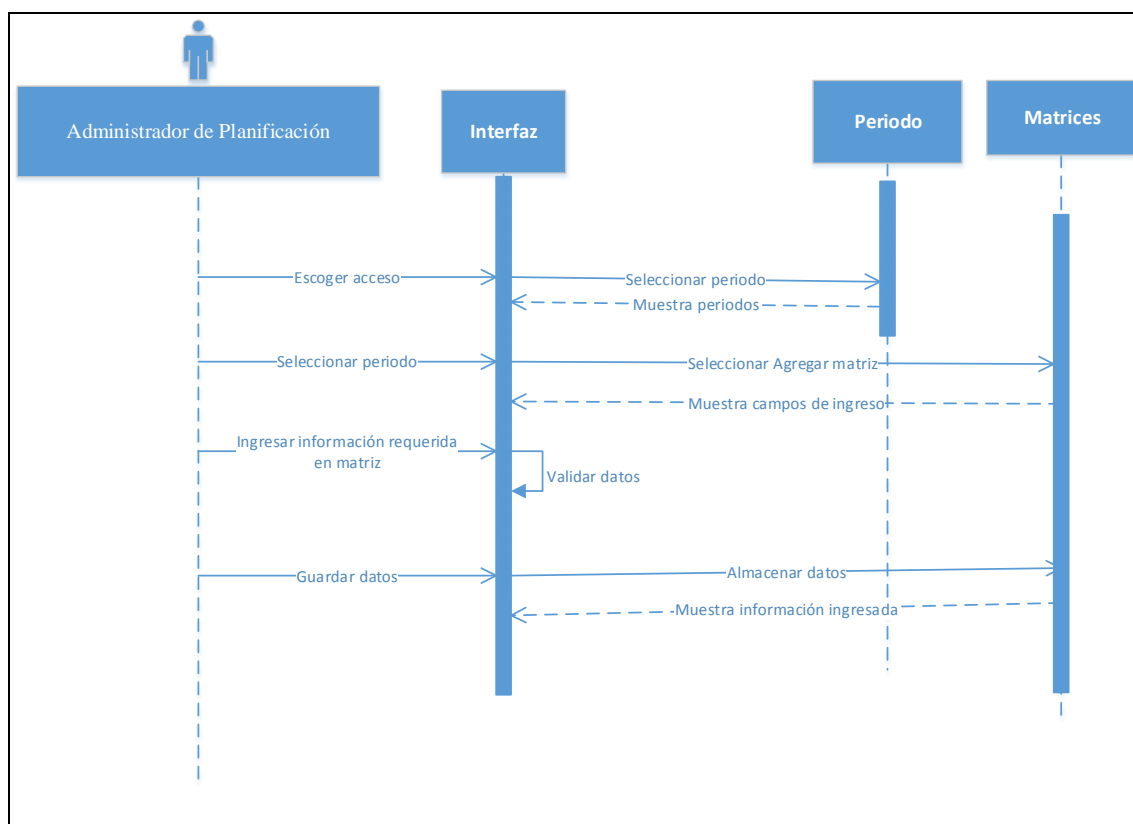 Administrador de Planificación
Interfaz
Periodo
Matrices
Escoger acceso
Seleccionar periodo
Muestra periodos
Seleccionar periodo
Seleccionar Agregar matriz
Muestra campos de ingreso
Ingresar información requerida
en matriz
Validar datos
Guardar datos
Almacenar datos
Muestra información ingresada